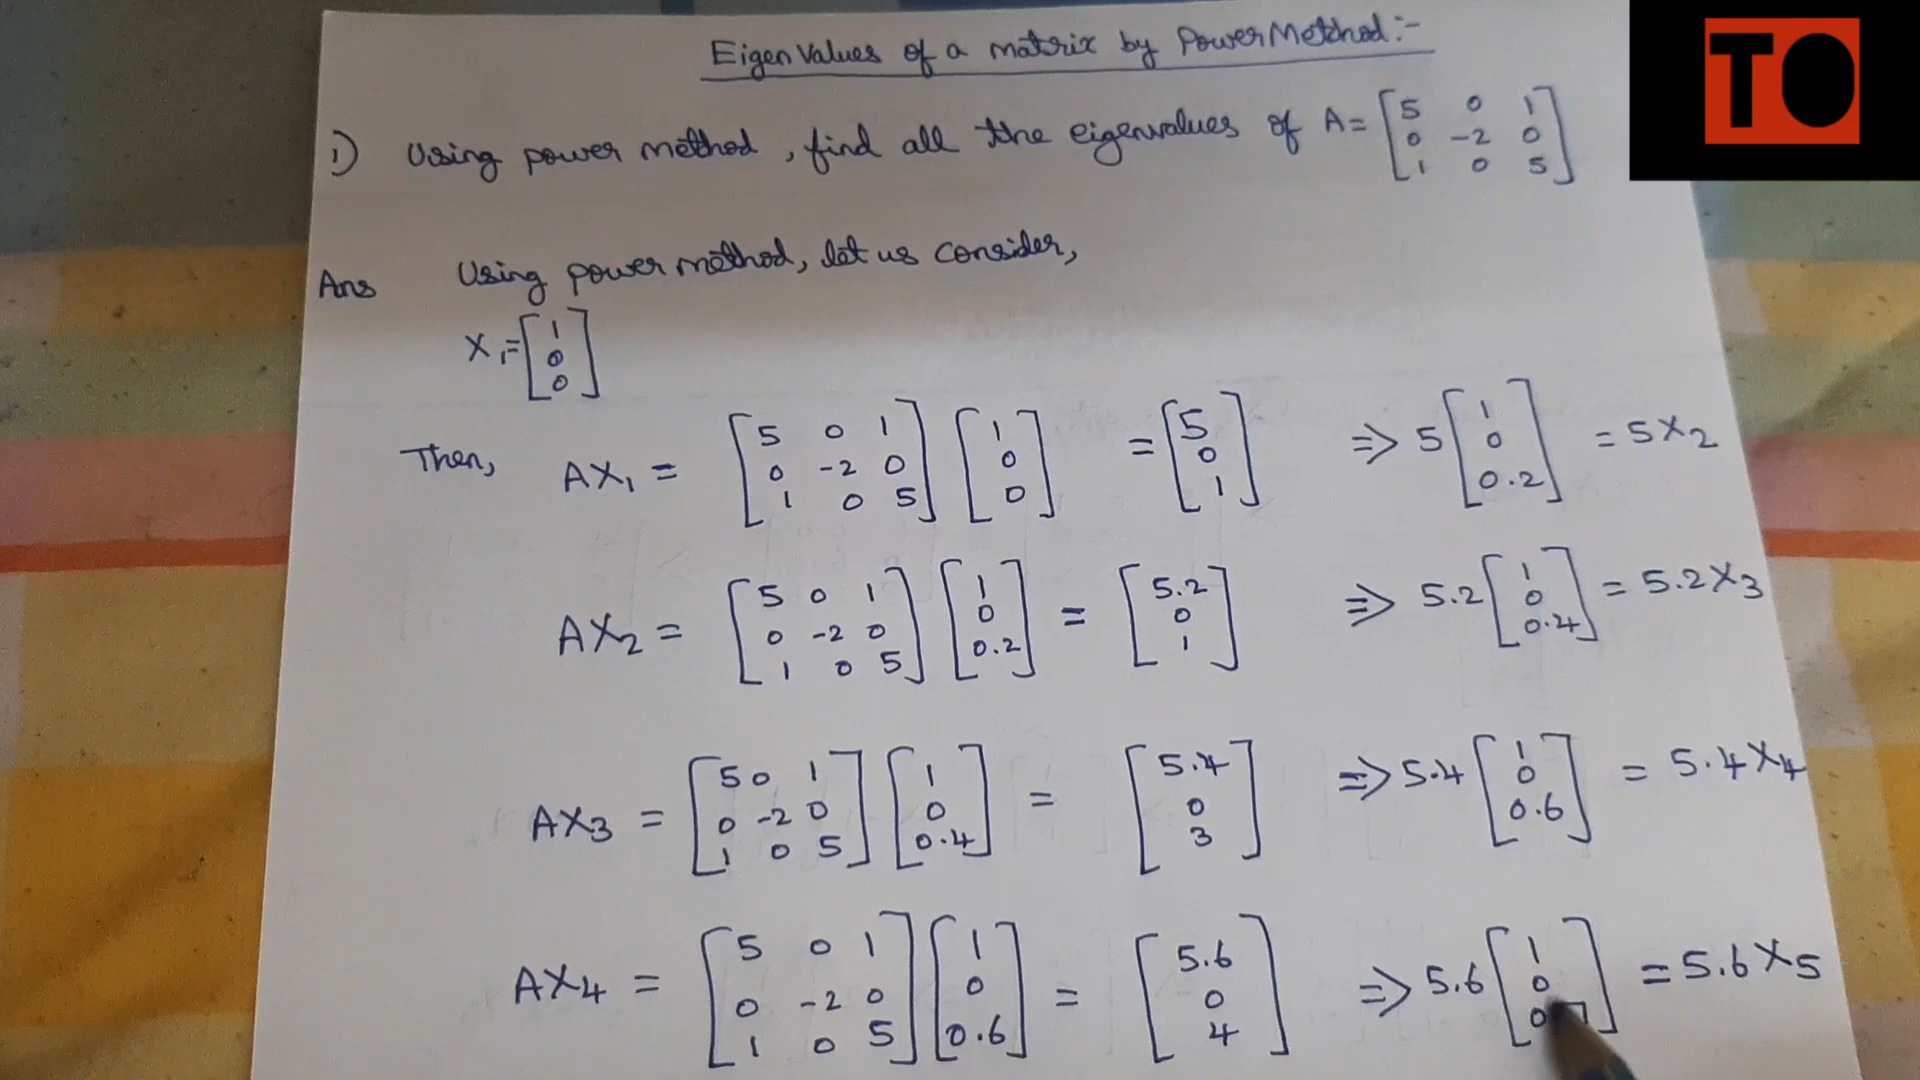 TO
Eigen Values of a matrix by Power Method:-
1) Using power method, find all the eigenvalues of A = [5 0 1
0 -2 0
1 0 5]
Ans Using power method, let us consider,
X₁ = [1
0
0]
Then, AX₁ = [5 0 1 [1 = [5 ⇒ 5 [1 = 5X₂
0 -2 0 0 0 0
1 0 5] 0] 1] 0.2]
AX₂ = [5 0 1 [1 = [5.2 ⇒ 5.2 [1 = 5.2X₃
0 -2 0 0 0 0
1 0 5] 0.2] 1] 0.4]
AX₃ = [5 0 1 [1 = [5.4 ⇒ 5.4 [1 = 5.4X₄
0 -2 0 0 0 0
1 0 5] 0.4] 3] 0.6]
AX₄ = [5 0 1 [1 = [5.6 ⇒ 5.6 [1 = 5.6X₅
0 -2 0 0 0 0
1 0 5] 0.6] 4]